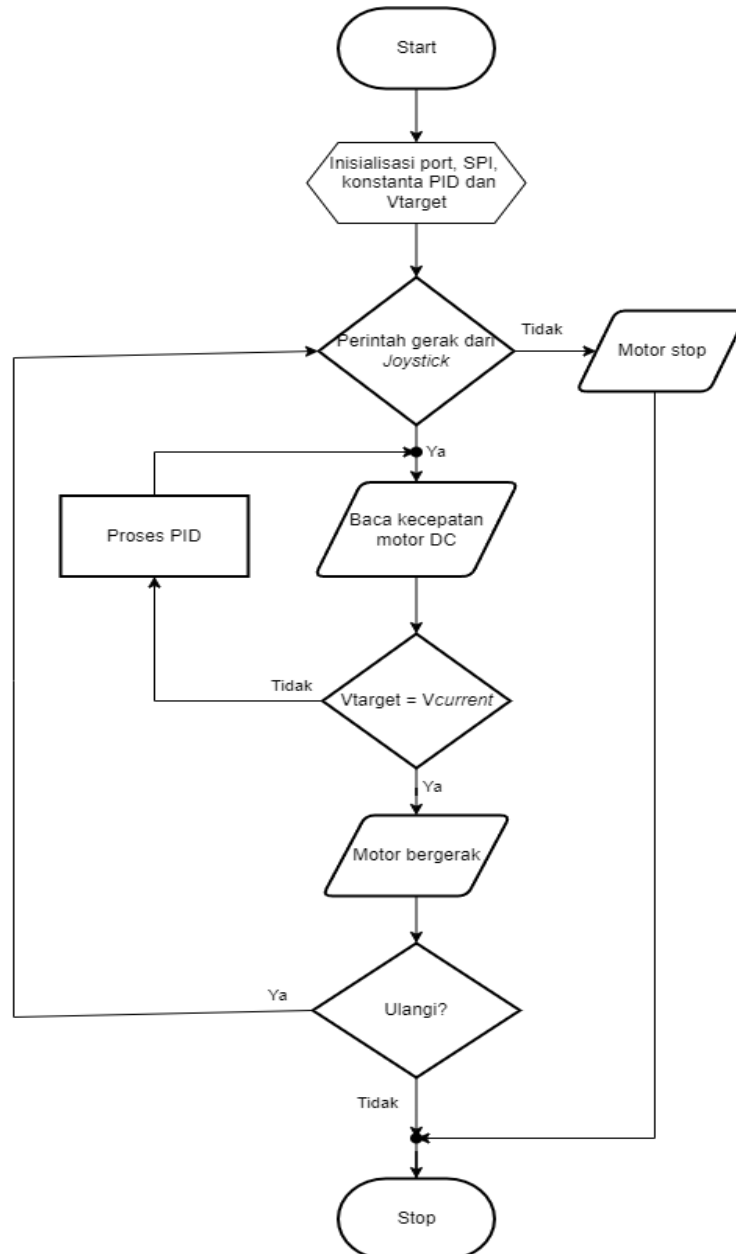 Start
Inisialisasi port, SPI,
konstanta PID dan
Vtarget
Perintah gerak dari
Joystick
Tidak
Motor stop
Ya
Baca kecepatan
motor DC
Proses PID
Tidak
Vtarget = Vcurrent
Ya
Motor bergerak
Ya
Ulangi?
Tidak
Stop